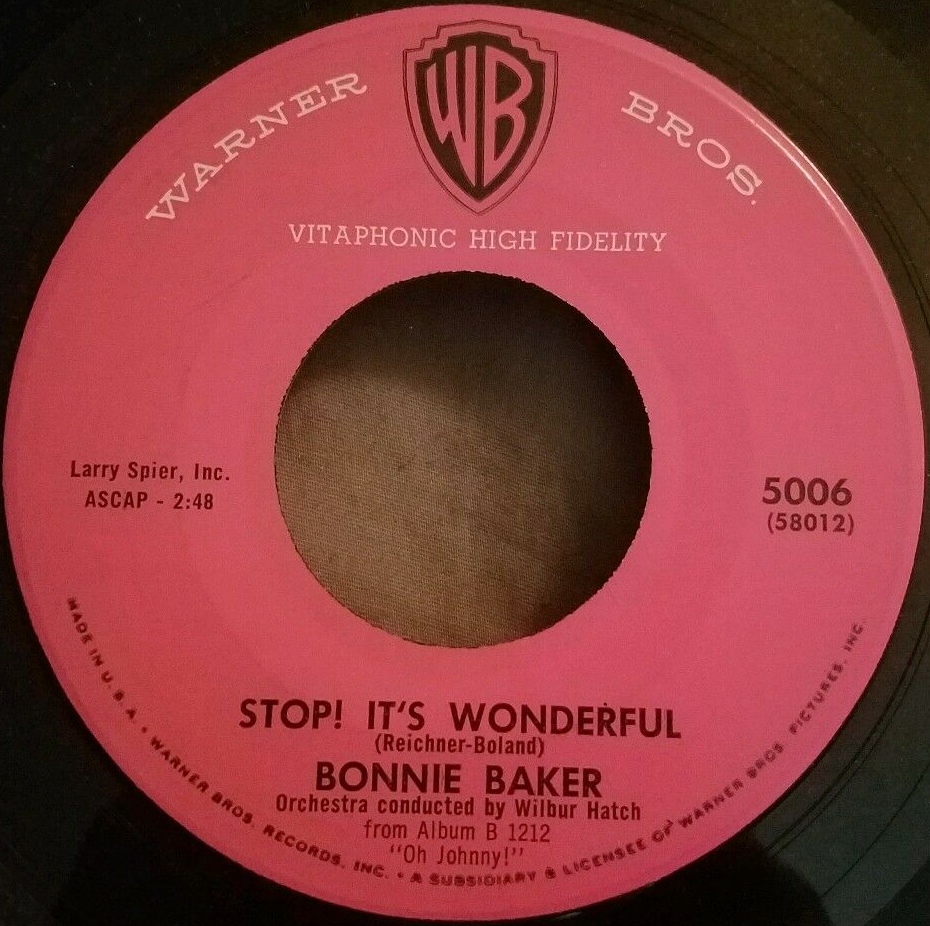 WARNER BROS.
WB
VITAPHONIC HIGH FIDELITY
Larry Spier, Inc.
ASCAP - 2:48
5006
(58012)
STOP! IT'S WONDERFUL
(Reichner-Boland)
BONNIE BAKER
Orchestra conducted by Wilbur Hatch
from Album B 1212
"Oh Johnny!"
MADE IN U.S.A. • WARNER BROS. RECORDS, INC. • A SUBSIDIARY & LICENSEE OF WARNER BROS. PICTURES, INC.